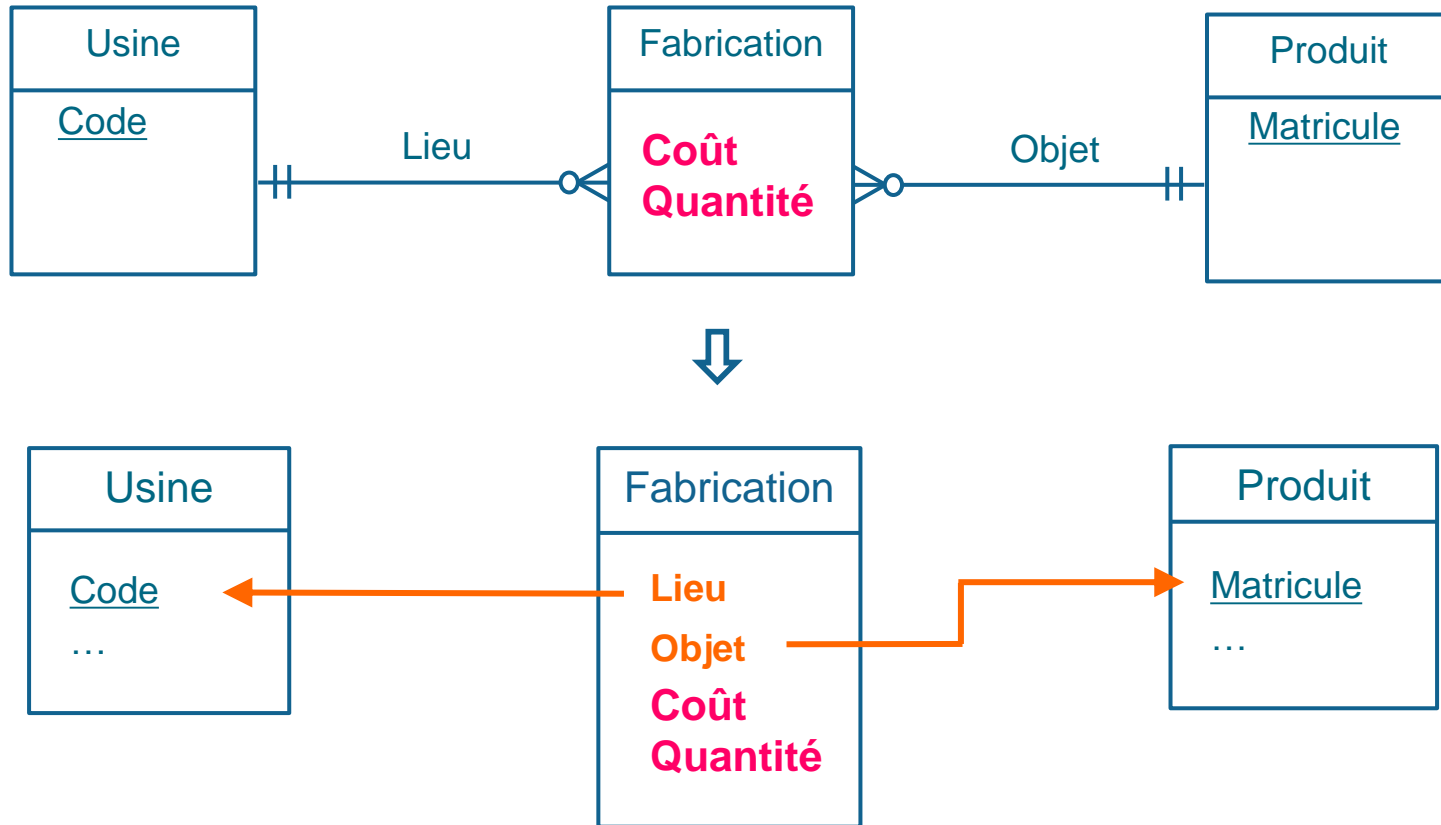 Usine
Fabrication
Produit
Code
Matricule
Lieu
Objet
Coût
Quantité
Usine
Fabrication
Produit
Code
Lieu
Matricule
…
Objet
…
Coût
Quantité